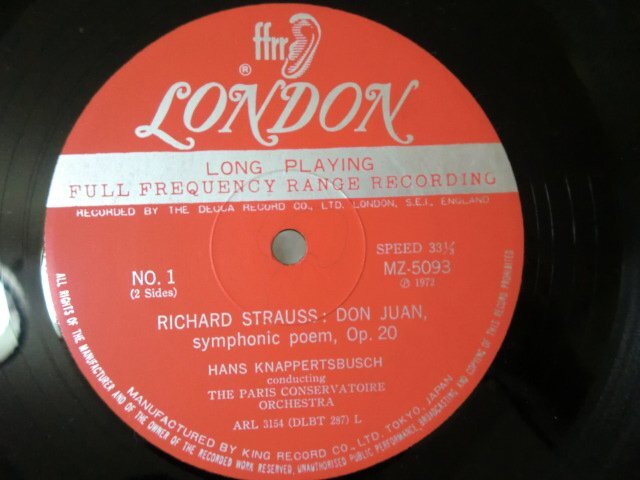 ffrr
®
LONDON
LONG PLAYING
FULL FREQUENCY RANGE RECORDING
RECORDED BY THE DECCA RECORD CO., LTD. LONDON, S.E.I, ENGLAND
SPEED 33⅓
NO. 1
(2 Sides)
MZ-5093
Ⓟ 1972
RICHARD STRAUSS: DON JUAN,
symphonic poem, Op. 20
HANS KNAPPERTSBUSCH
conducting
THE PARIS CONSERVATOIRE
ORCHESTRA
ARL 3154 (DLBT 287) L
MANUFACTURED BY KING RECORD CO., LTD. TOKYO, JAPAN
ALL RIGHTS OF THE MANUFACTURER AND OF THE OWNER OF THE RECORDED WORK RESERVED. UNAUTHORISED PUBLIC PERFORMANCE, BROADCASTING AND COPYING OF THIS RECORD PROHIBITED